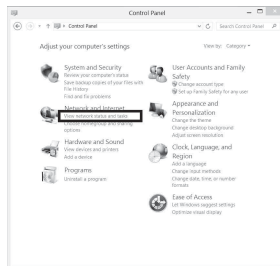 Control Panel
Control Panel
Search Control Panel
Adjust your computer's settings
View by: Category
System and Security
Review your computer's status
Save backup copies of your files with
File History
Find and fix problems
Network and Internet
View network status and tasks
Choose homegroup and sharing
options
Hardware and Sound
View devices and printers
Add a device
Programs
Uninstall a program
User Accounts and Family
Safety
Change account type
Set up Family Safety for any user
Appearance and
Personalization
Change the theme
Change desktop background
Adjust screen resolution
Clock, Language, and
Region
Add a language
Change input methods
Change date, time, or number
formats
Ease of Access
Let Windows suggest settings
Optimize visual display